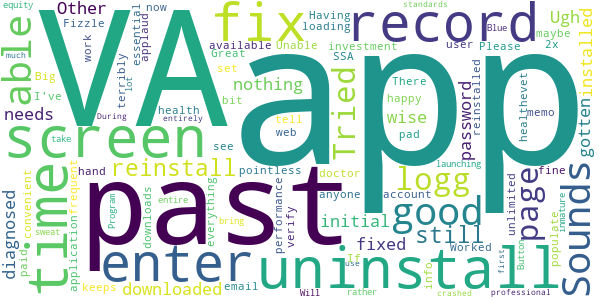 equity
Fizzle
Other
able
work
Big
I've
needs
diagnosed
convenient
paid
time
sweat
application
frequent
keeps
much
essential
now
During
lot
terribly
applaud
health
screen
take
reinstall
hand
Program
downloads
entire
everything
downloaded
VA
fix
Great
set
Having
loading
available
Unable
investment
SSA
bit
nothing
see
pointless
entirely
past
enter
email
bring
performance
verify
web
tell
initial
If
info
Will
app
record
user
Please
There
Tried
happy
wise
pad
doctor
anyone
account
logg
good
still
fixed
Worked
uninstall
use
rather
crashed
first
professional
standards
Blue
2x
maybe
Ugh
password
reinstalled
healthevet
memo
launching
page
unlimited
fine
populate
Button
immature
installed
gotten
Sounds